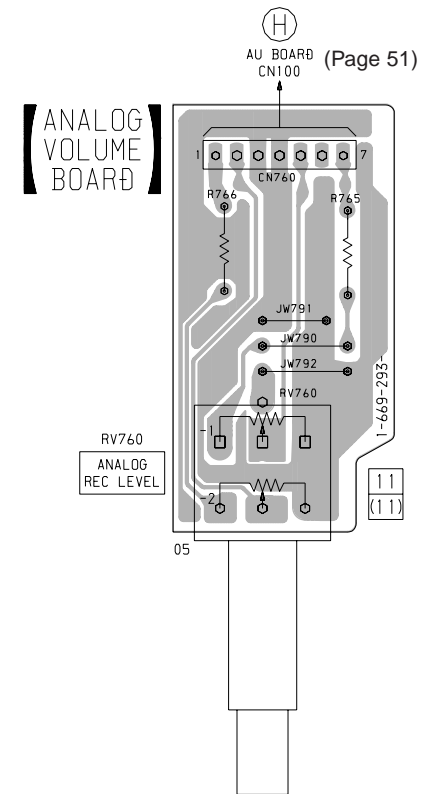 H
AU BOARD (Page 51)
CN100
ANALOG
VOLUME
BOARD
1 7
CN760
R766 R765
JW791
JW790
JW792
RV760
1-669-293-
-1
RV760
ANALOG
REC LEVEL
-2
11
(11)
05